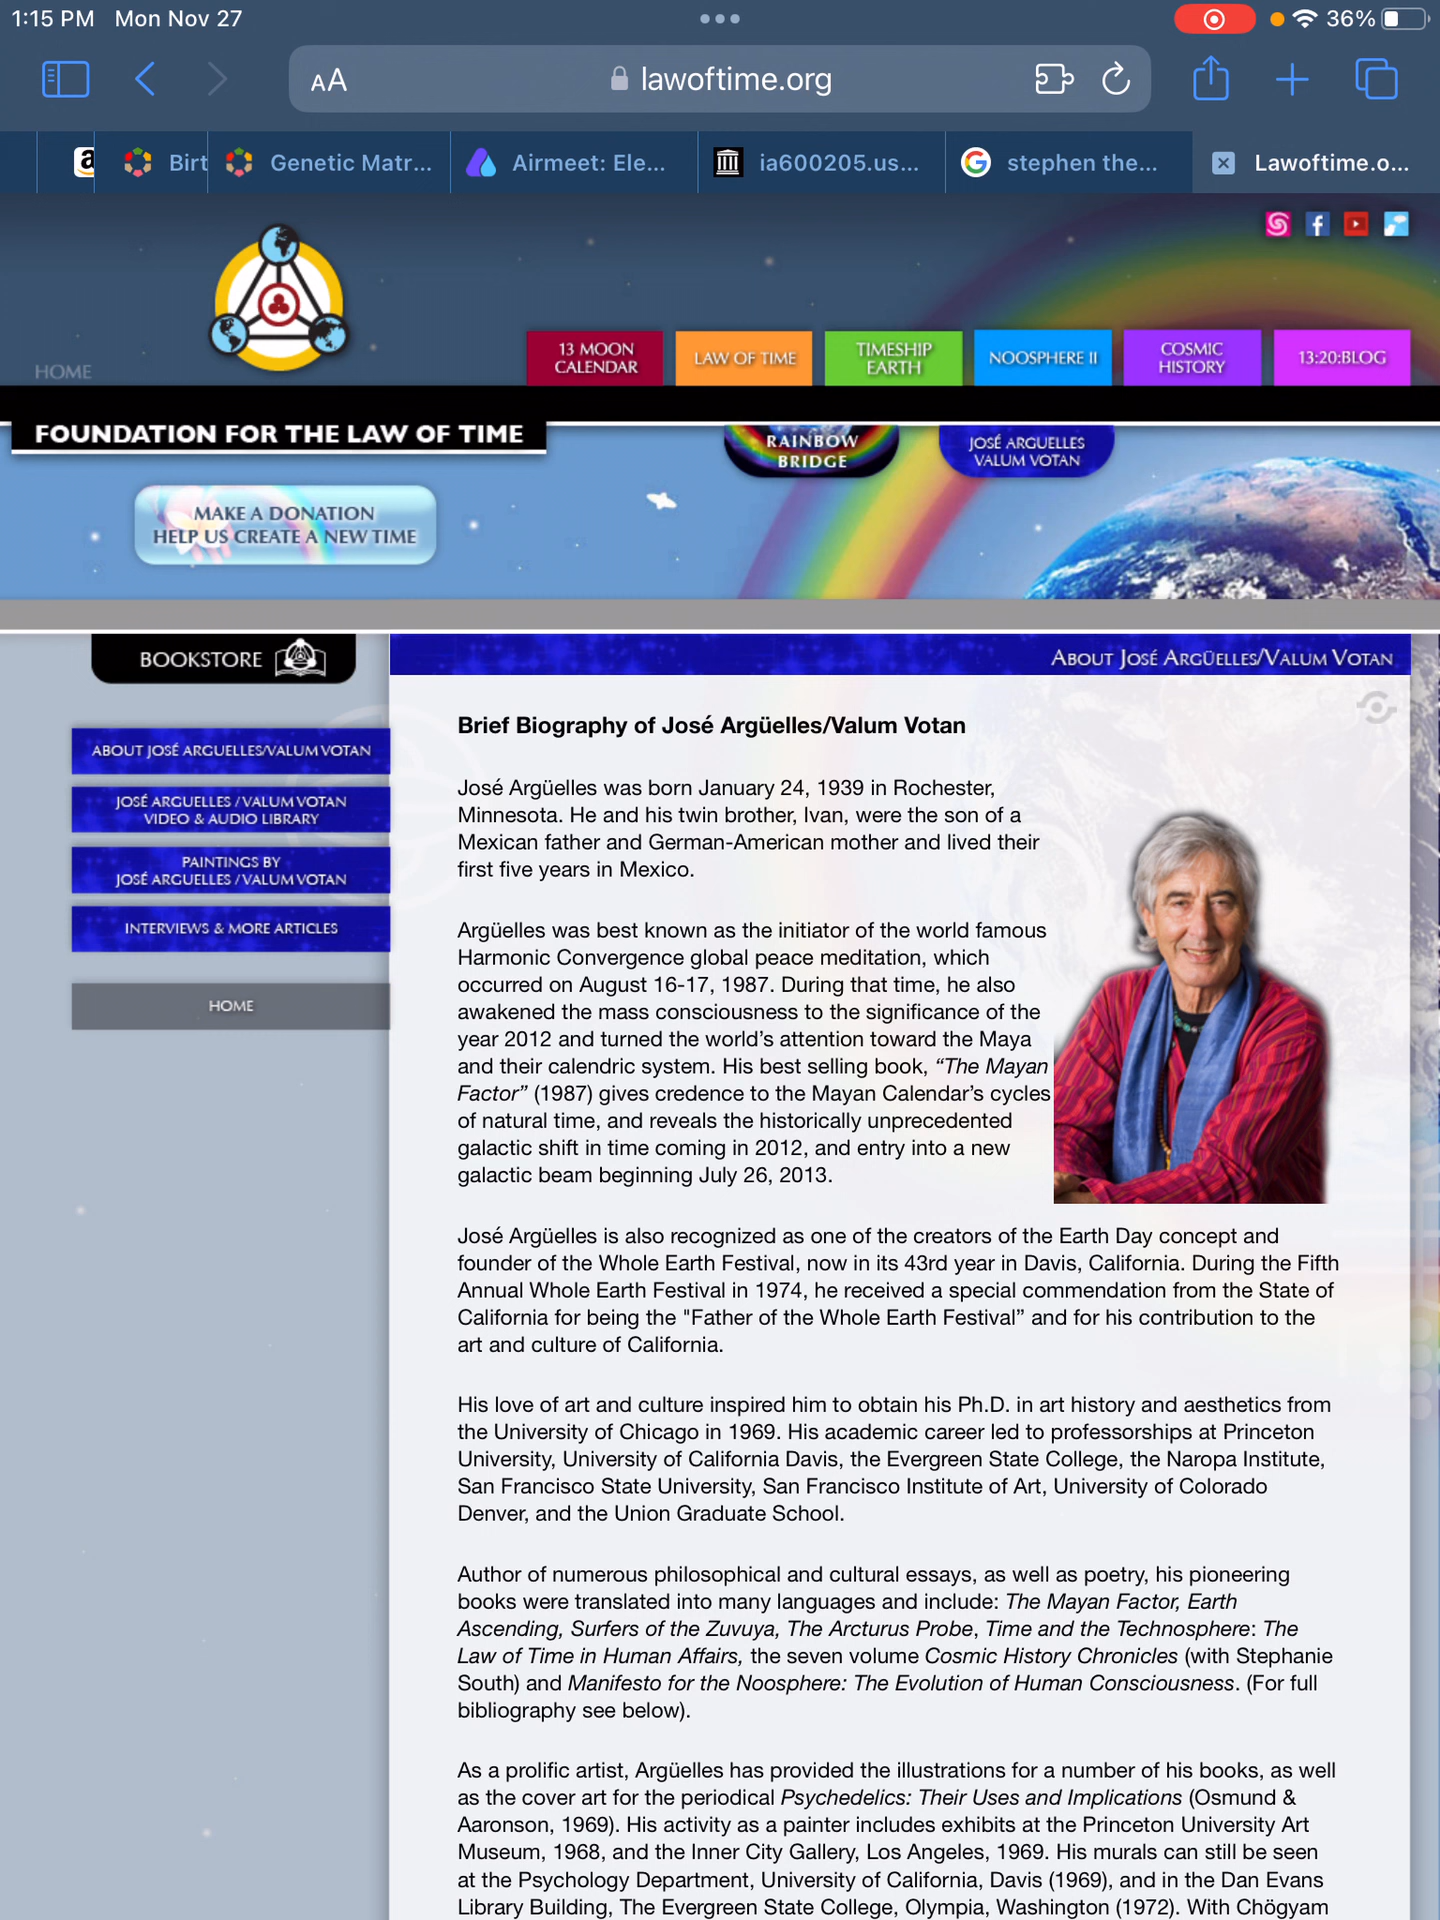 1:15 PM Mon Nov 27
36%
AA lawoftime.org
a Birt Genetic Matr... Airmeet: Ele... ia600205.us... stephen the... Lawoftime.o...
HOME
13 MOON
CALENDAR
LAW OF TIME
TIMESHIP
EARTH
NOOSPHERE II
COSMIC
HISTORY
13:20:BLOG
FOUNDATION FOR THE LAW OF TIME
RAINBOW
BRIDGE
JOSÉ ARGUELLES
VALUM VOTAN
MAKE A DONATION
HELP US CREATE A NEW TIME
BOOKSTORE
ABOUT JOSÉ ARGUELLES/VALUM VOTAN
JOSÉ ARGUELLES / VALUM VOTAN
VIDEO & AUDIO LIBRARY
PAINTINGS BY
JOSÉ ARGUELLES / VALUM VOTAN
INTERVIEWS & MORE ARTICLES
HOME
ABOUT JOSÉ ARGÜELLES/VALUM VOTAN
Brief Biography of José Argüelles/Valum Votan
José Argüelles was born January 24, 1939 in Rochester,
Minnesota. He and his twin brother, Ivan, were the son of a
Mexican father and German-American mother and lived their
first five years in Mexico.
Argüelles was best known as the initiator of the world famous
Harmonic Convergence global peace meditation, which
occurred on August 16-17, 1987. During that time, he also
awakened the mass consciousness to the significance of the
year 2012 and turned the world’s attention toward the Maya
and their calendric system. His best selling book, “The Mayan
Factor” (1987) gives credence to the Mayan Calendar’s cycles
of natural time, and reveals the historically unprecedented
galactic shift in time coming in 2012, and entry into a new
galactic beam beginning July 26, 2013.
José Argüelles is also recognized as one of the creators of the Earth Day concept and
founder of the Whole Earth Festival, now in its 43rd year in Davis, California. During the Fifth
Annual Whole Earth Festival in 1974, he received a special commendation from the State of
California for being the "Father of the Whole Earth Festival” and for his contribution to the
art and culture of California.
His love of art and culture inspired him to obtain his Ph.D. in art history and aesthetics from
the University of Chicago in 1969. His academic career led to professorships at Princeton
University, University of California Davis, the Evergreen State College, the Naropa Institute,
San Francisco State University, San Francisco Institute of Art, University of Colorado
Denver, and the Union Graduate School.
Author of numerous philosophical and cultural essays, as well as poetry, his pioneering
books were translated into many languages and include: The Mayan Factor, Earth
Ascending, Surfers of the Zuvuya, The Arcturus Probe, Time and the Technosphere: The
Law of Time in Human Affairs, the seven volume Cosmic History Chronicles (with Stephanie
South) and Manifesto for the Noosphere: The Evolution of Human Consciousness. (For full
bibliography see below).
As a prolific artist, Argüelles has provided the illustrations for a number of his books, as well
as the cover art for the periodical Psychedelics: Their Uses and Implications (Osmund &
Aaronson, 1969). His activity as a painter includes exhibits at the Princeton University Art
Museum, 1968, and the Inner City Gallery, Los Angeles, 1969. His murals can still be seen
at the Psychology Department, University of California, Davis (1969), and in the Dan Evans
Library Building, The Evergreen State College, Olympia, Washington (1972). With Chögyam